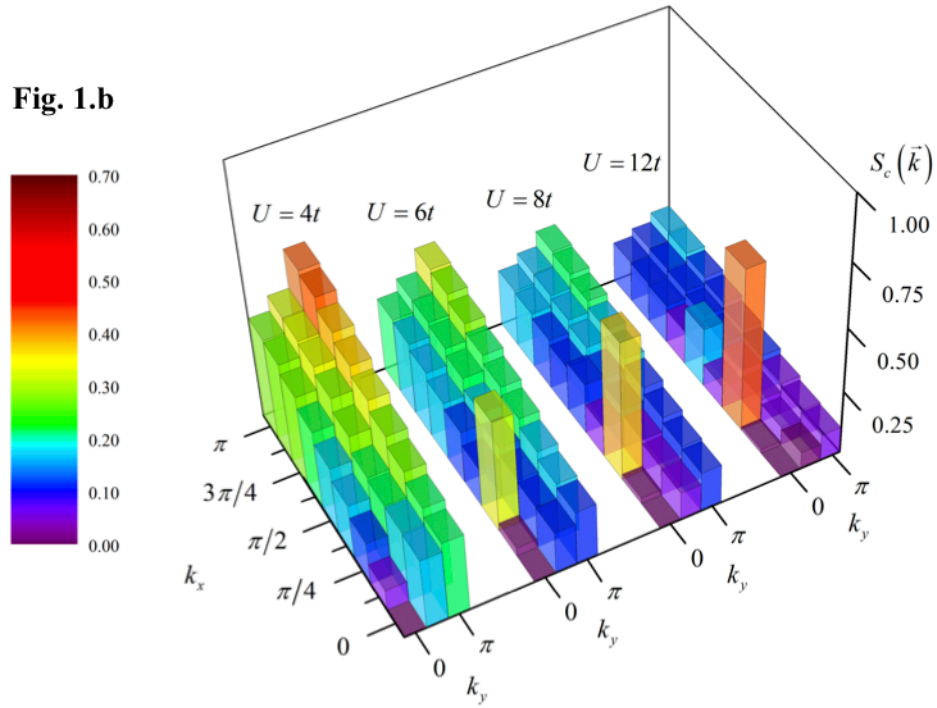 Fig. 1.b
0.70
0.60
0.50
0.40
0.30
0.20
0.10
0.00
U = 4t
U = 6t
U = 8t
U = 12t
S_c(k⃗)
1.00
0.75
0.50
0.25
π
3π/4
π/2
π/4
0
k_x
0
π
k_y
0
π
k_y
0
π
k_y
0
π
k_y